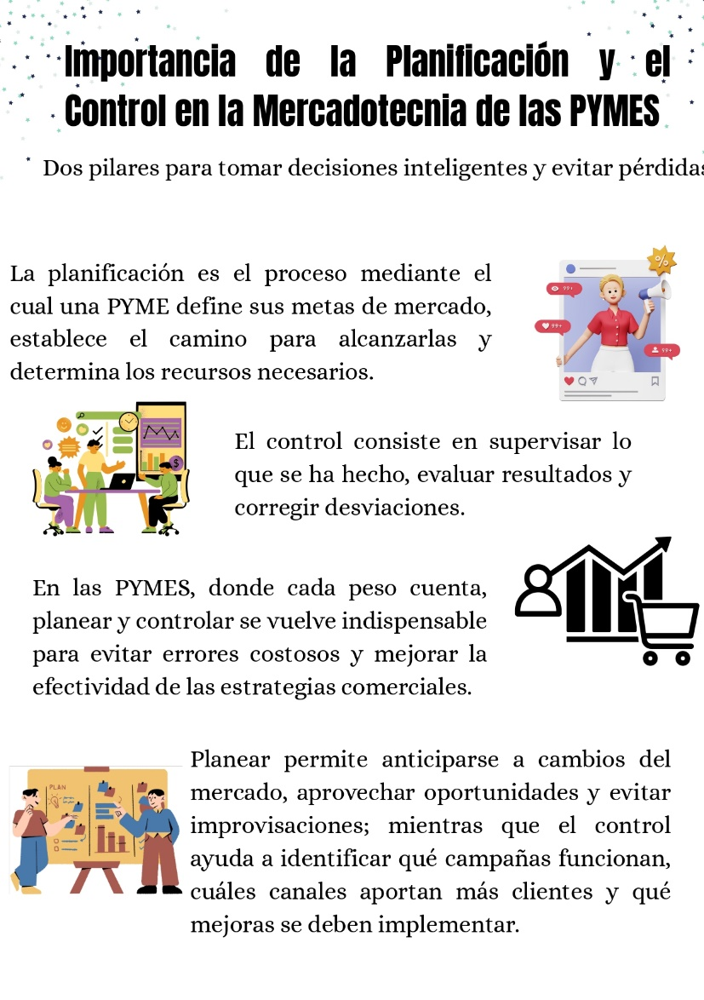 Importancia de la Planificación y el
Control en la Mercadotecnia de las PYMES
Dos pilares para tomar decisiones inteligentes y evitar pérdidas
La planificación es el proceso mediante el
cual una PYME define sus metas de mercado,
establece el camino para alcanzarlas y
determina los recursos necesarios.
%
99+
99+
99+
El control consiste en supervisar lo
que se ha hecho, evaluar resultados y
corregir desviaciones.
$
En las PYMES, donde cada peso cuenta,
planear y controlar se vuelve indispensable
para evitar errores costosos y mejorar la
efectividad de las estrategias comerciales.
PLAN
Planear permite anticiparse a cambios del
mercado, aprovechar oportunidades y evitar
improvisaciones; mientras que el control
ayuda a identificar qué campañas funcionan,
cuáles canales aportan más clientes y qué
mejoras se deben implementar.